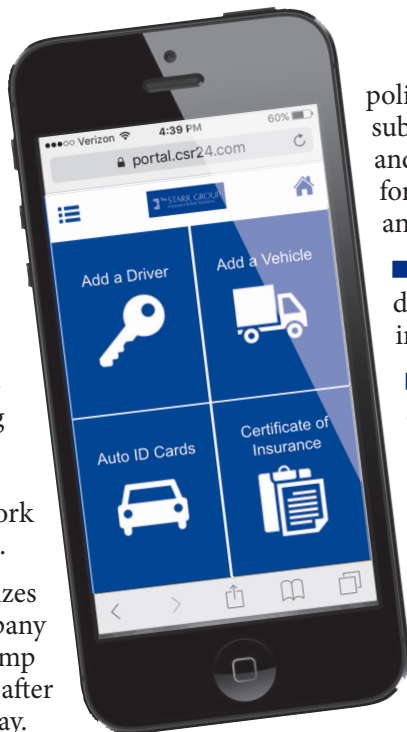 ●●●○○ Verizon 4:39 PM 60%
portal.csr24.com
The STARR GROUP
Add a Driver
Add a Vehicle
Auto ID Cards
Certificate of
Insurance
g
ork
.
izes
pany
mp
after
ay.
poli
sub
and
for
an
d
in